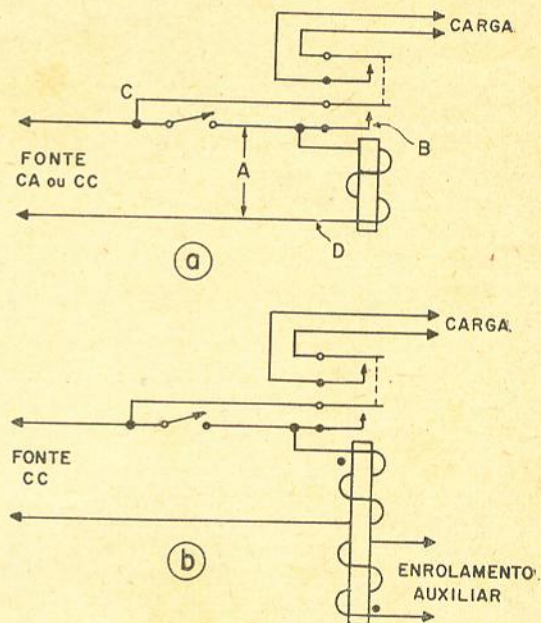 CARGA.
C
B
FONTE
CA ou CC
A
D
a
CARGA.
FONTE
CC
b
ENROLAMENTO
AUXILIAR